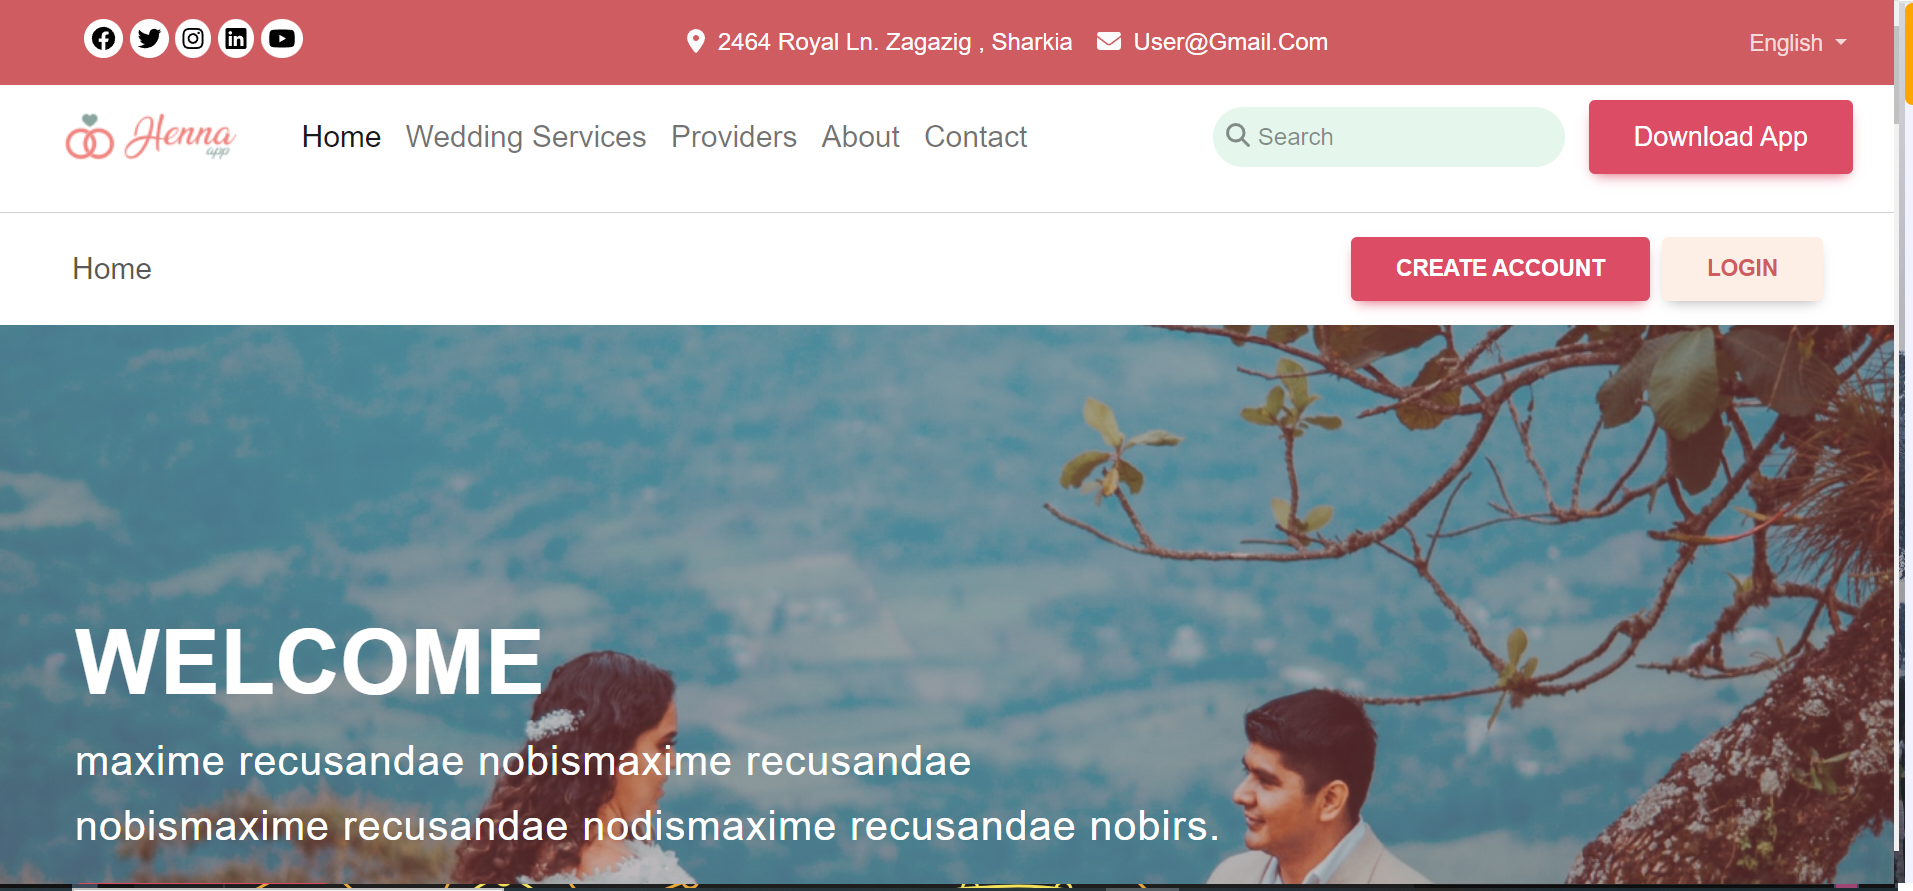 2464 Royal Ln. Zagazig , Sharkia
User@Gmail.Com
English
Henna
app
Home
Wedding Services
Providers
About
Contact
Search
Download App
Home
CREATE ACCOUNT
LOGIN
WELCOME
maxime recusandae nobismaxime recusandae
nobismaxime recusandae nodismaxime recusandae nobirs.